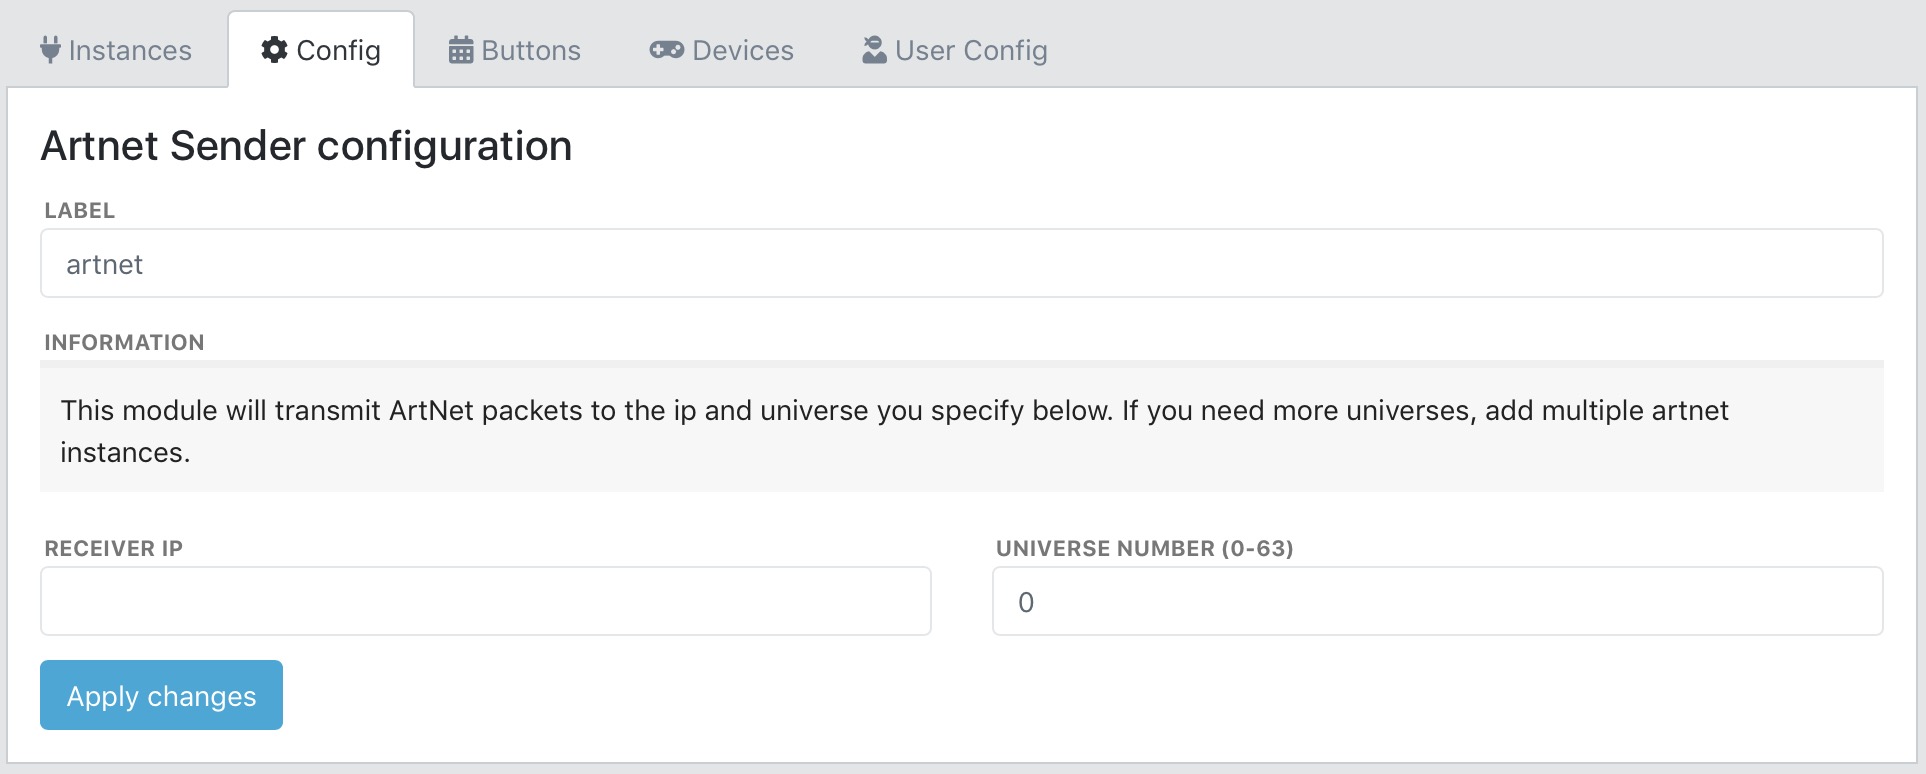 Instances
Config
Buttons
Devices
User Config
Artnet Sender configuration
LABEL
artnet
INFORMATION
This module will transmit ArtNet packets to the ip and universe you specify below. If you need more universes, add multiple artnet
instances.
RECEIVER IP
UNIVERSE NUMBER (0-63)
0
Apply changes